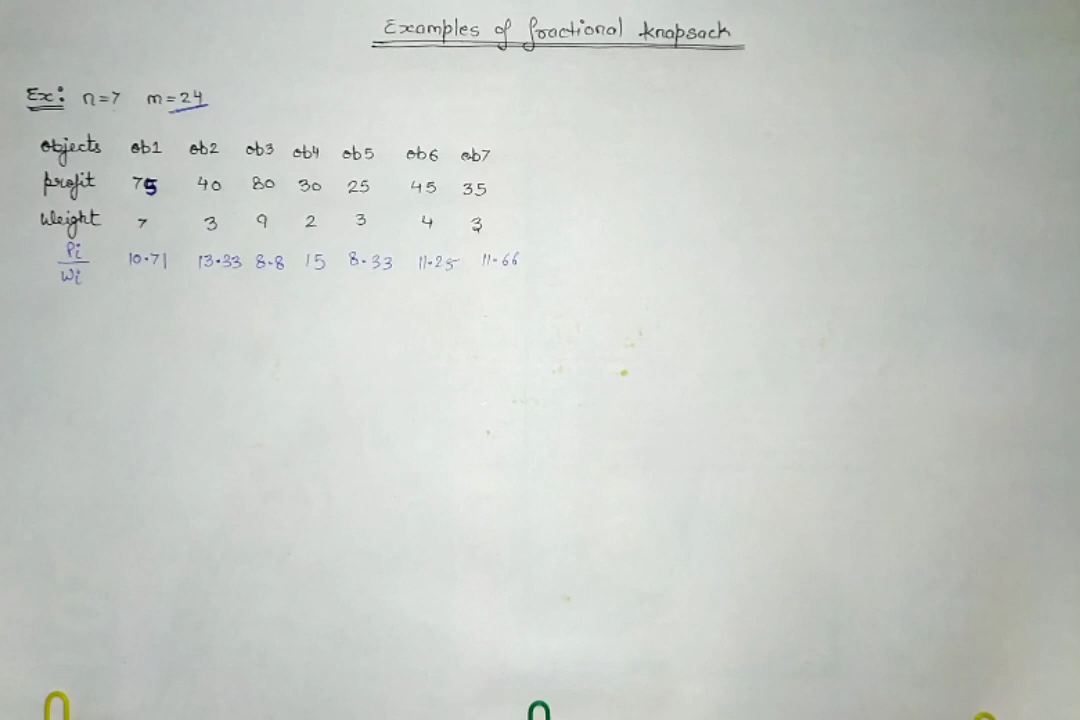 Examples of fractional knapsack
Ex: n=7 m=24
objects ob1 ob2 ob3 ob4 ob5 ob6 ob7
profit 75 40 80 30 25 45 35
Weight 7 3 9 2 3 4 3
Pi/Wi 10.71 13.33 8.8 15 8.33 11.25 11.66